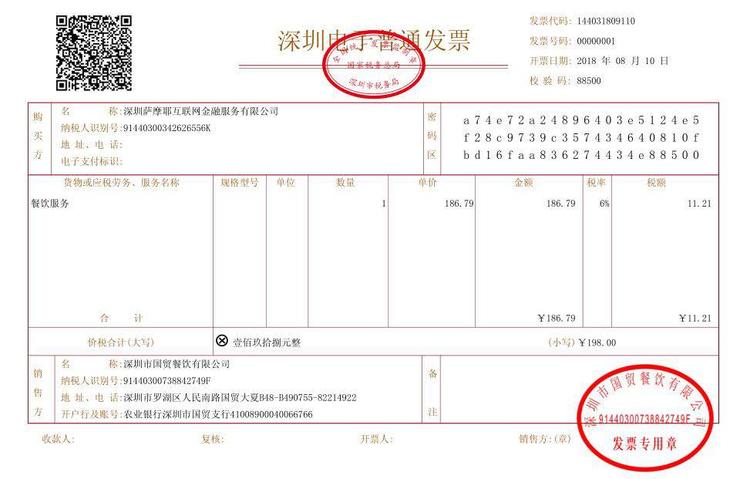 深圳电子普通发票
全国统一发票监制章
国家税务总局
深圳市税务局
发票代码: 144031809110
发票号码: 00000001
开票日期: 2018 年 08 月 10 日
校 验 码: 88500
购买方
名 称:深圳萨摩耶互联网金融服务有限公司
纳税人识别号:91440300342626556K
地 址、电 话:
电子支付标识:
密码区
a74e72a24896403e5124e5
f28c9739c357434640810f
bd16faa836274434e88500
货物或应税劳务、服务名称 规格型号 单位 数量 单价 金额 税率 税额
餐饮服务 1 186.79 186.79 6% 11.21
合 计 ¥186.79 ¥11.21
价税合计(大写) ⊗ 壹佰玖拾捌元整 (小写)¥198.00
销售方
名 称:深圳市国贸餐饮有限公司
纳税人识别号:91440300738842749F
地 址、电 话:深圳市罗湖区人民南路国贸大厦B48-B490755-82214922
开户行及账号:农业银行深圳市国贸支行41008900040066766
备注
收款人: 复核: 开票人: 销售方:(章)
深圳市国贸餐饮有限公司
91440300738842749F
发票专用章